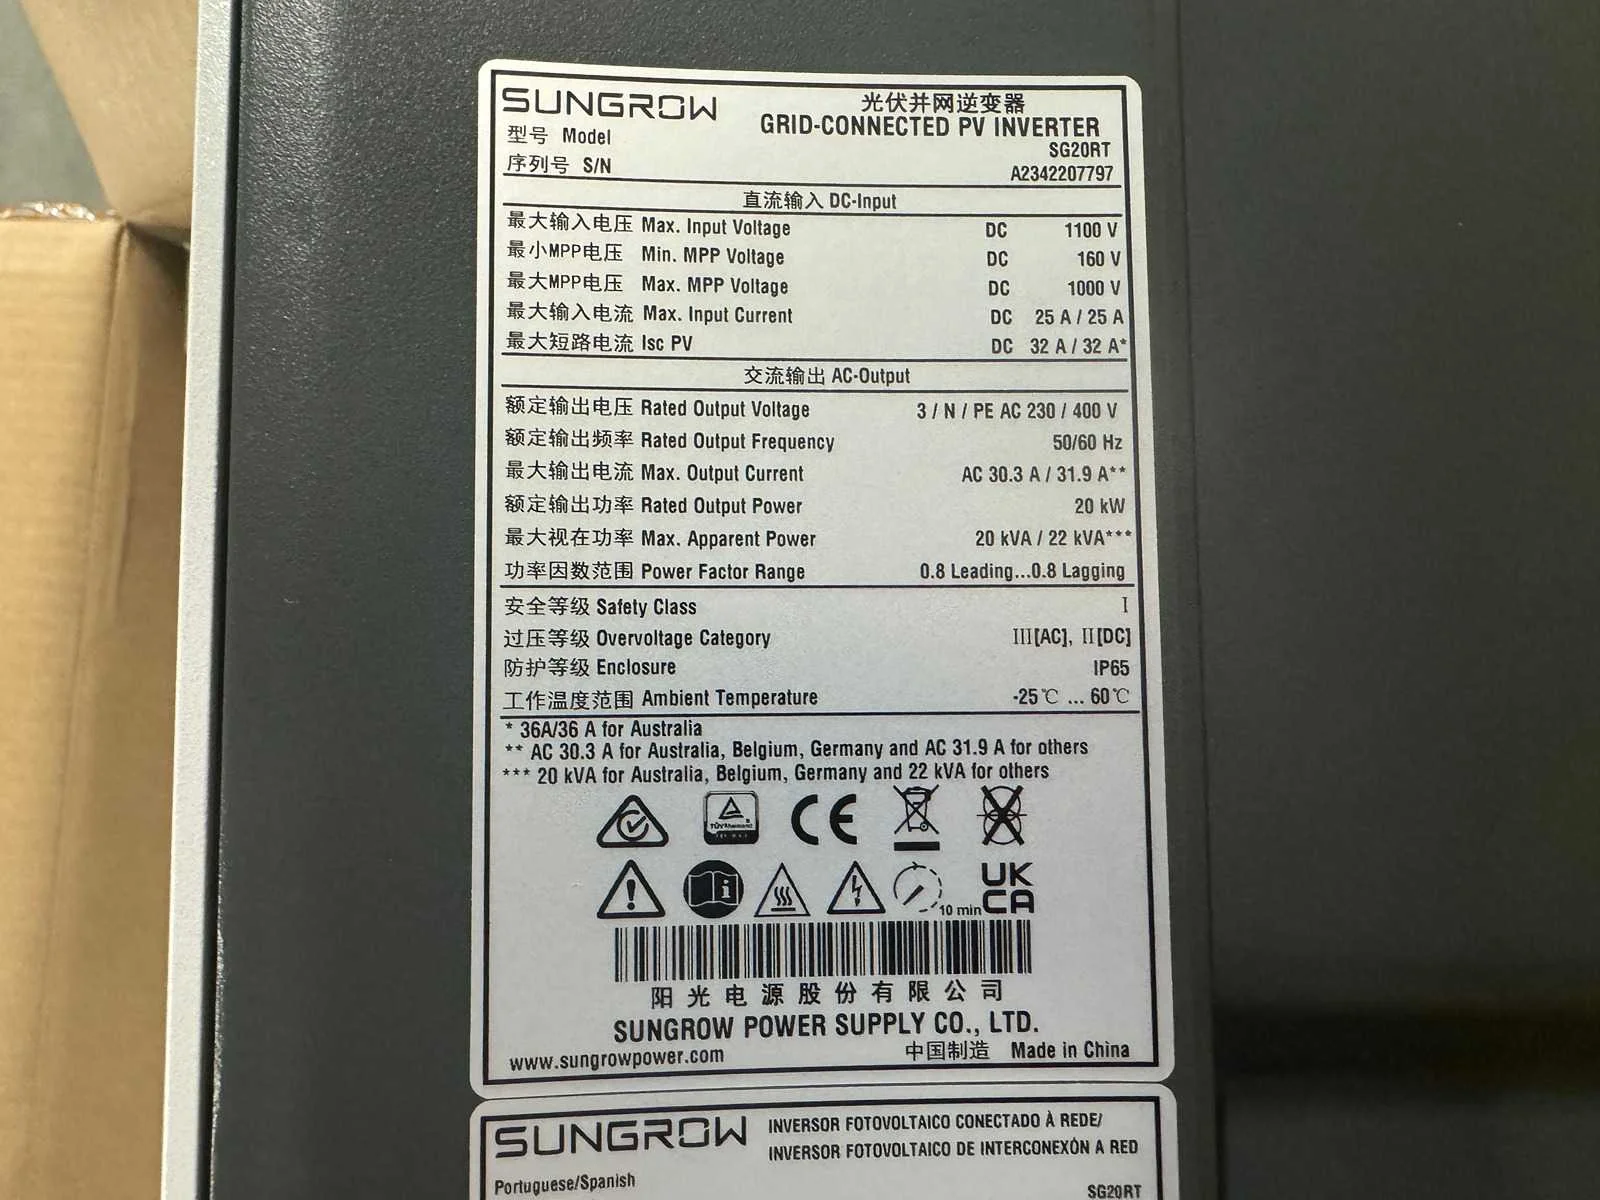 SUNGROW
光伏并网逆变器
GRID-CONNECTED PV INVERTER
型号 Model SG20RT
序列号 S/N A2342207797
直流输入 DC-Input
最大输入电压 Max. Input Voltage DC 1100 V
最小MPP电压 Min. MPP Voltage DC 160 V
最大MPP电压 Max. MPP Voltage DC 1000 V
最大输入电流 Max. Input Current DC 25 A / 25 A
最大短路电流 Isc PV DC 32 A / 32 A*
交流输出 AC-Output
额定输出电压 Rated Output Voltage 3 / N / PE AC 230 / 400 V
额定输出频率 Rated Output Frequency 50/60 Hz
最大输出电流 Max. Output Current AC 30.3 A / 31.9 A**
额定输出功率 Rated Output Power 20 kW
最大视在功率 Max. Apparent Power 20 kVA / 22 kVA***
功率因数范围 Power Factor Range 0.8 Leading...0.8 Lagging
安全等级 Safety Class I
过压等级 Overvoltage Category III[AC], II[DC]
防护等级 Enclosure IP65
工作温度范围 Ambient Temperature -25℃ ... 60℃
* 36A/36 A for Australia
** AC 30.3 A for Australia, Belgium, Germany and AC 31.9 A for others
*** 20 kVA for Australia, Belgium, Germany and 22 kVA for others
TÜVRheinland
CE
10 min
UK
CA
阳光电源股份有限公司
SUNGROW POWER SUPPLY CO., LTD.
www.sungrowpower.com 中国制造 Made in China
SUNGROW
INVERSOR FOTOVOLTAICO CONECTADO À REDE/
INVERSOR FOTOVOLTAICO DE INTERCONEXÓN A RED
Portuguese/Spanish
SG20RT